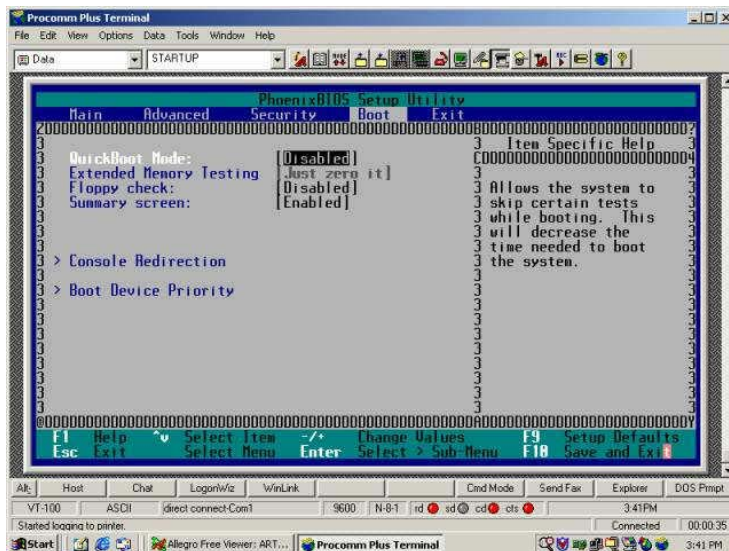 Procomm Plus Terminal
File Edit View Options Data Tools Window Help
Data STARTUP
PhoenixBIOS Setup Utility
Main Advanced Security Boot Exit
Item Specific Help
QuickBoot Mode: [Disabled]
Extended Memory Testing [Just zero it]
Floppy check: [Disabled] Allows the system to
Summary screen: [Enabled] skip certain tests
while booting. This
will decrease the
time needed to boot
> Console Redirection the system.
> Boot Device Priority
F1 Help ^v Select Item -/+ Change Values F9 Setup Defaults
Esc Exit Select Menu Enter Select > Sub-Menu F10 Save and Exit
Alt: Host Chat LogonWiz WinLink Cmd Mode Send Fax Explorer DOS Prmpt
VT-100 ASCII direct connect-Com1 9600 N-8-1 rd sd cd cts 3:41PM
Started logging to printer. Connected 00:00:35
Start Allegro Free Viewer: ART... Procomm Plus Terminal 3:41 PM